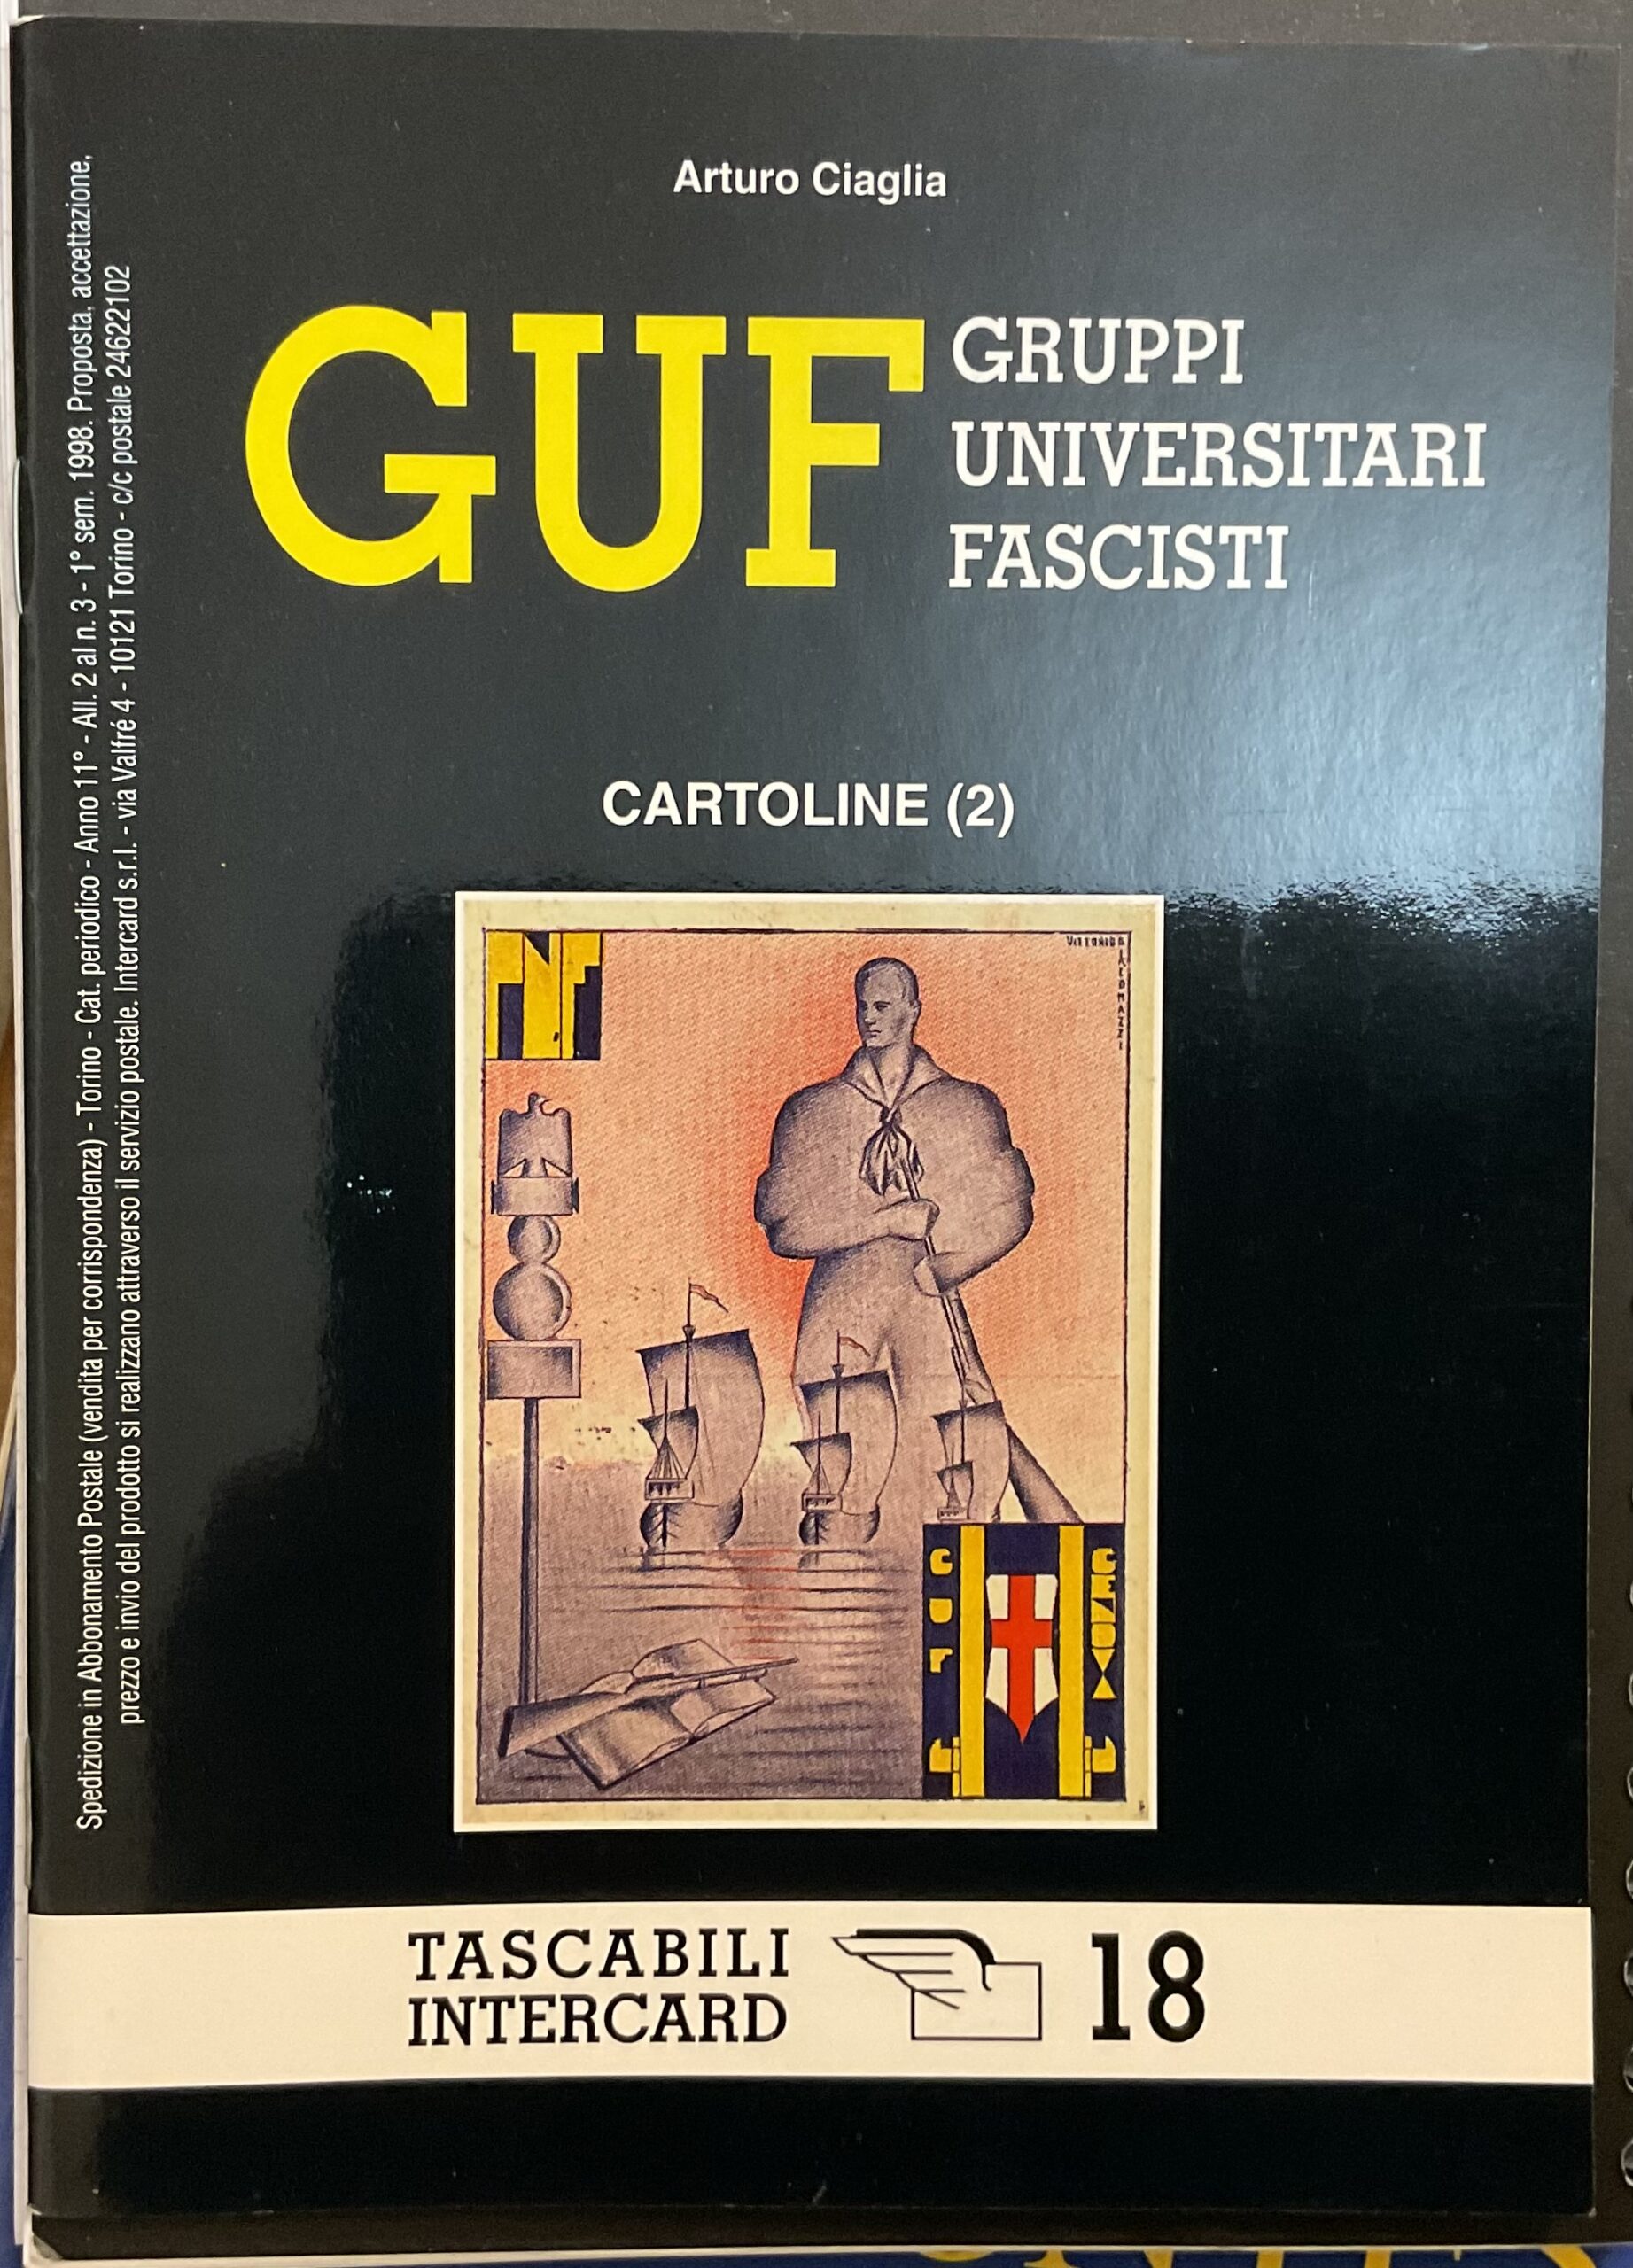 Arturo Ciaglia
GUF
GRUPPI
UNIVERSITARI
FASCISTI
CARTOLINE (2)
PNF
GUF
GENOVA
TASCABILI
INTERCARD
18
Spedizione in Abbonamento Postale (vendita per corrispondenza) - Torino - Cat. periodico - Anno 11° - All. 2 al n. 3 - 1° sem. 1998. Proposta, accettazione,
prezzo e invio del prodotto si realizzano attraverso il servizio postale. Intercard s.r.l. - via Valfré 4 - 10121 Torino - c/c postale 24622102